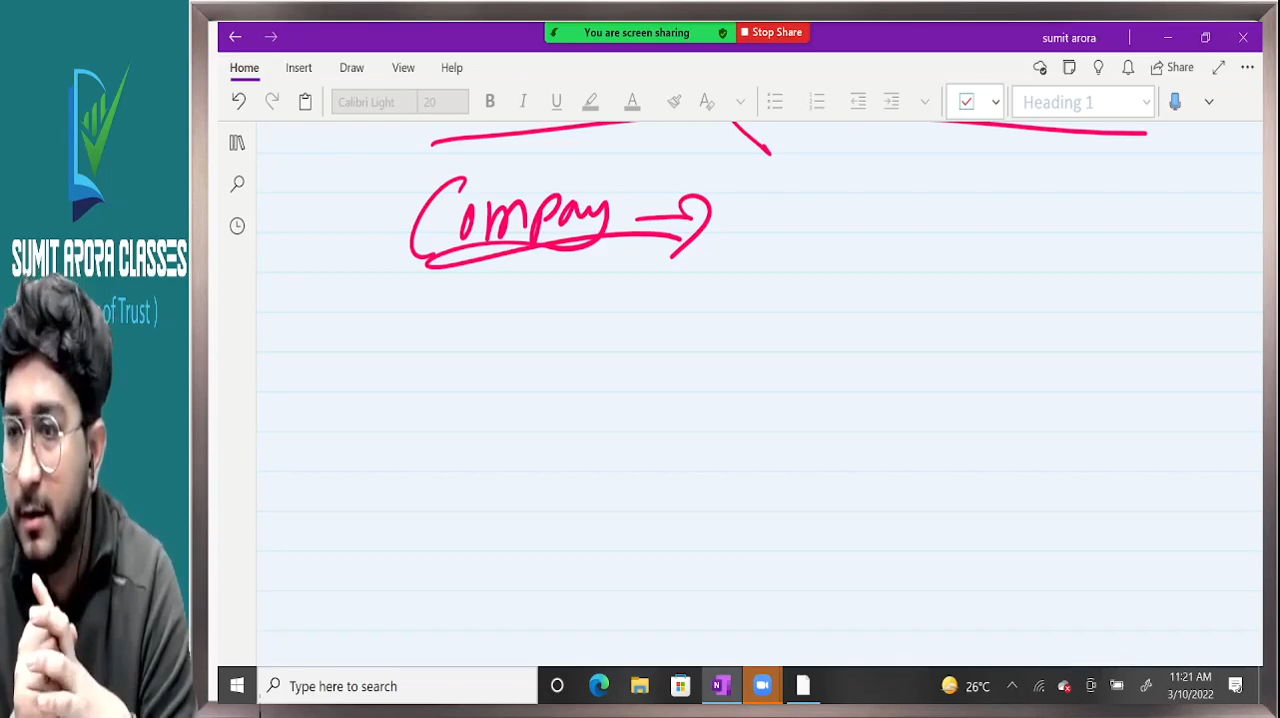 You are screen sharing
Stop Share
sumit arora
Home
Insert
Draw
View
Help
Share
Calibri Light
20
B
I
U
A
Heading 1
Compay
SUMIT ARORA CLASSES
of Trust )
Type here to search
26°C
11:21 AM
3/10/2022